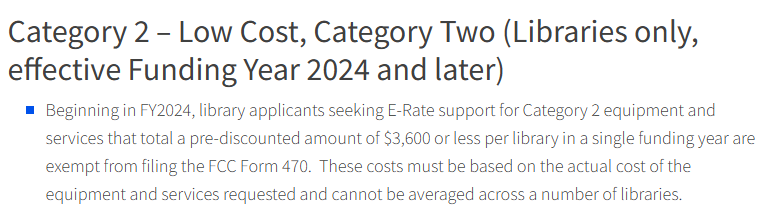 Category 2 – Low Cost, Category Two (Libraries only,
effective Funding Year 2024 and later)
Beginning in FY2024, library applicants seeking E-Rate support for Category 2 equipment and
services that total a pre-discounted amount of $3,600 or less per library in a single funding year are
exempt from filing the FCC Form 470.  These costs must be based on the actual cost of the
equipment and services requested and cannot be averaged across a number of libraries.